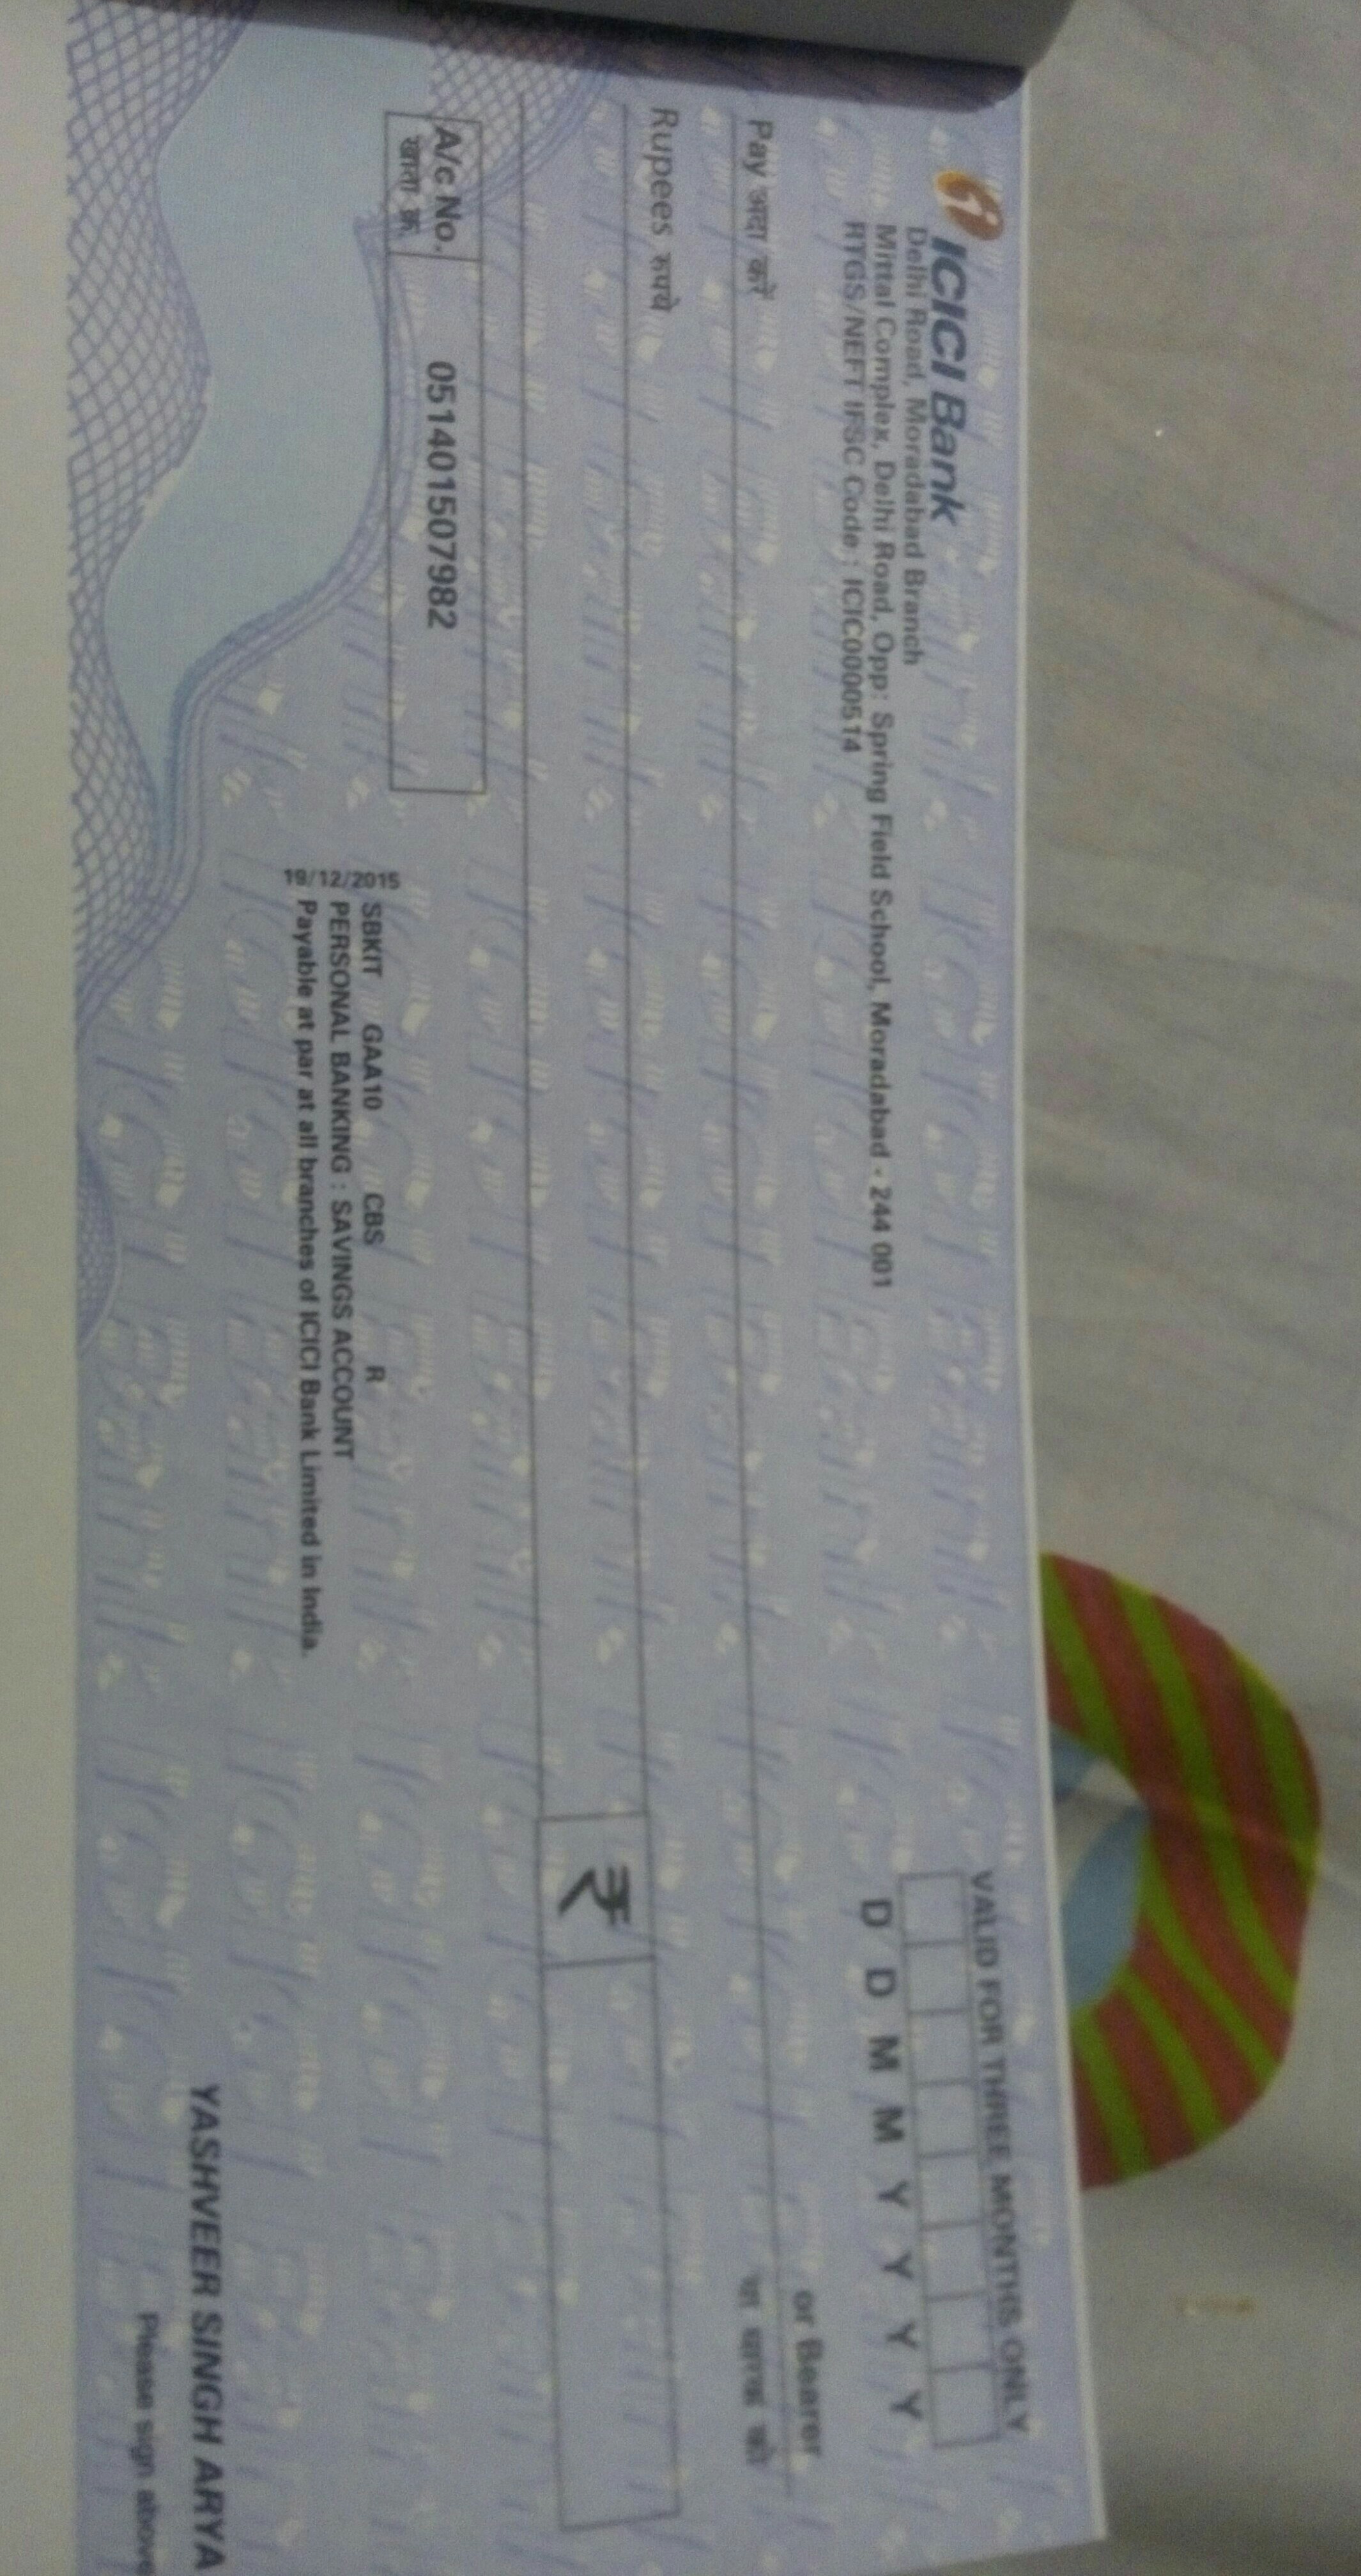 ICICI Bank
Delhi Road, Moradabad Branch
Mittal Complex, Delhi Road, Opp: Spring Field School, Moradabad - 244 001
RTGS/NEFT IFSC Code : ICIC0000514
VALID FOR THREE MONTHS ONLY
D D M M Y Y Y Y
Pay अदा करें
or Bearer
या धारक को
Rupees रुपये
₹
A/c No.
खाता क्र.
051401507982
19/12/2015
SBKIT GAA10 CBS R
PERSONAL BANKING : SAVINGS ACCOUNT
Payable at par at all branches of ICICI Bank Limited in India.
YASHVEER SINGH ARYA
Please sign above